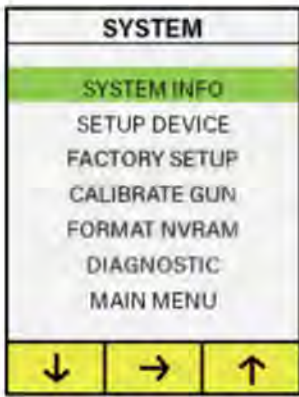 SYSTEM
SYSTEM INFO
SETUP DEVICE
FACTORY SETUP
CALIBRATE GUN
FORMAT NVRAM
DIAGNOSTIC
MAIN MENU
↓ → ↑